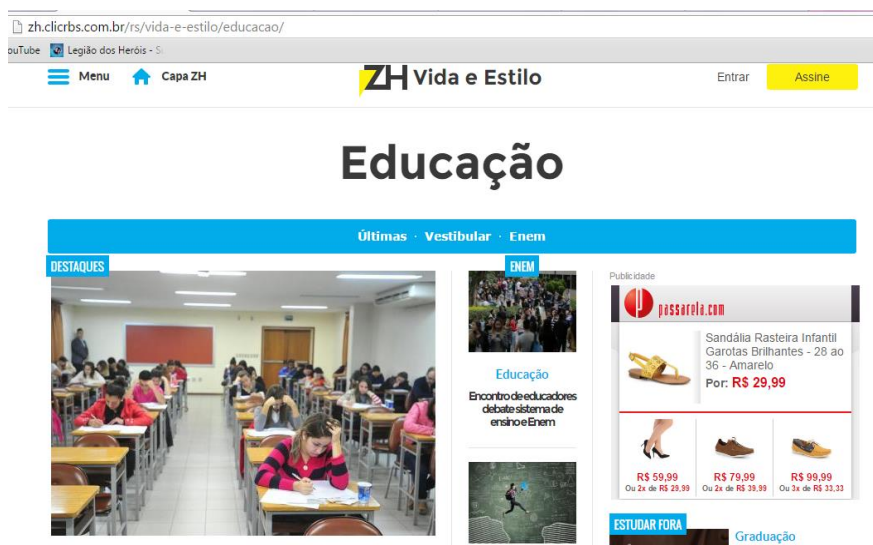 zh.clicrbs.com.br/rs/vida-e-estilo/educacao/
ouTube Legião dos Heróis - S
Menu Capa ZH ZH Vida e Estilo Entrar Assine
Educação
Últimas · Vestibular · Enem
DESTAQUES
ENEM
Educação
Encontro de educadores
debate sistema de
ensino e Enem
Publicidade
passarela.com
Sandália Rasteira Infantil
Garotas Brilhantes - 28 ao
36 - Amarelo
Por: R$ 29,99
R$ 59,99
Ou 2x de R$ 29,99
R$ 79,99
Ou 2x de R$ 39,99
R$ 99,99
Ou 3x de R$ 33,33
ESTUDAR FORA
Graduação